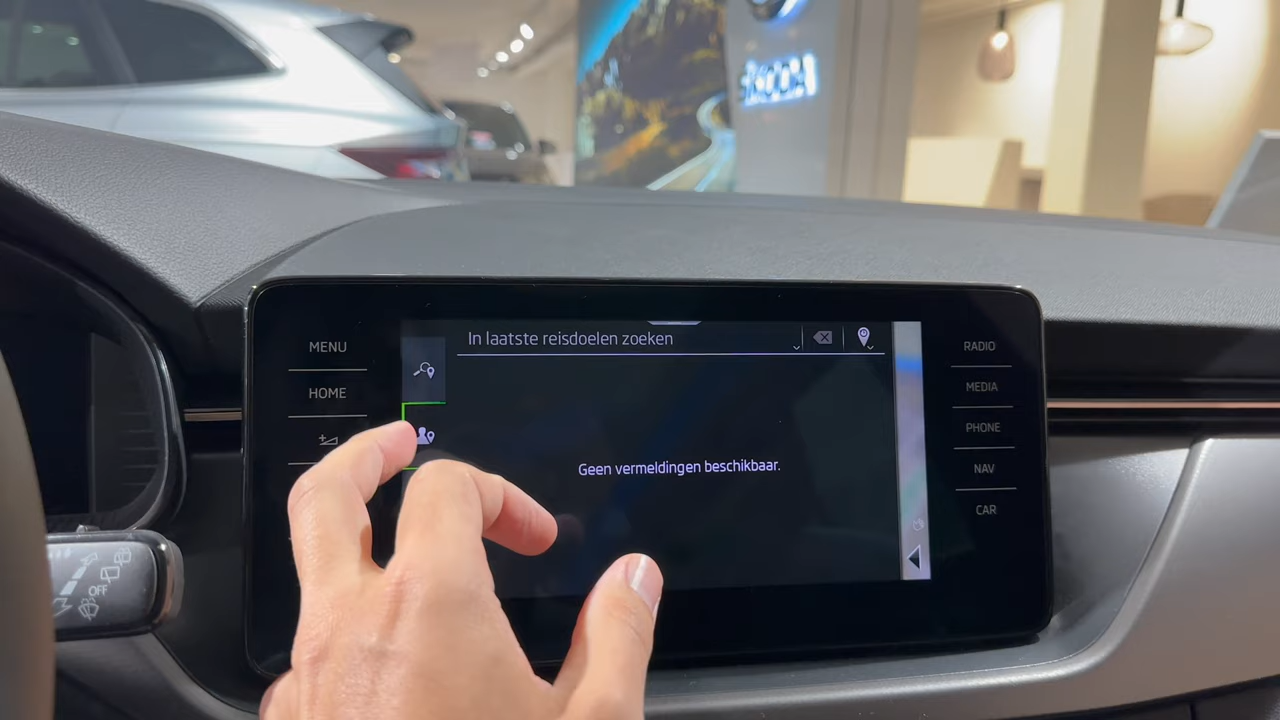 ŠKODA
MENU
HOME
In laatste reisdoelen zoeken
Geen vermeldingen beschikbaar.
RADIO
MEDIA
PHONE
NAV
CAR
OFF